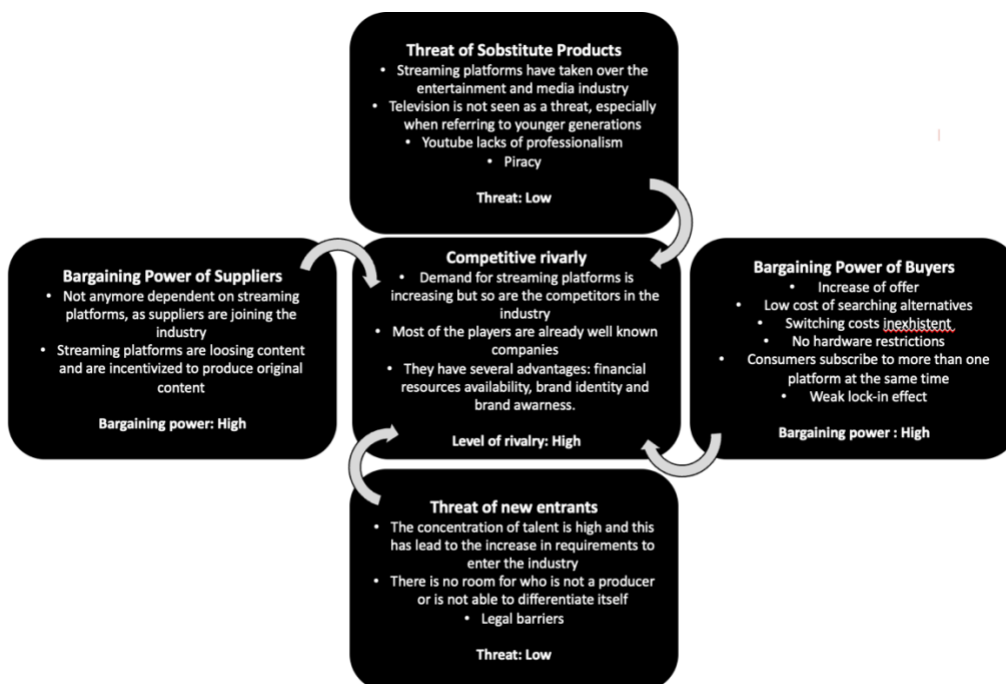 Threat of Sobstitute Products
• Streaming platforms have taken over the
entertainment and media industry
• Television is not seen as a threat, especially
when referring to younger generations
• Youtube lacks of professionalism
• Piracy
Threat: Low
Bargaining Power of Suppliers
• Not anymore dependent on streaming
platforms, as suppliers are joining the
industry
• Streaming platforms are loosing content
and are incentivized to produce original
content
Bargaining power: High
Competitive rivarly
• Demand for streaming platforms is
increasing but so are the competitors in the
industry
• Most of the players are already well known
companies
• They have several advantages: financial
resources availability, brand identity and
brand awarness.
Level of rivalry: High
Bargaining Power of Buyers
• Increase of offer
• Low cost of searching alternatives
• Switching costs inexhistent
• No hardware restrictions
• Consumers subscribe to more than one
platform at the same time
• Weak lock-in effect
Bargaining power : High
Threat of new entrants
• The concentration of talent is high and this
has lead to the increase in requirements to
enter the industry
• There is no room for who is not a producer
or is not able to differentiate itself
• Legal barriers
Threat: Low